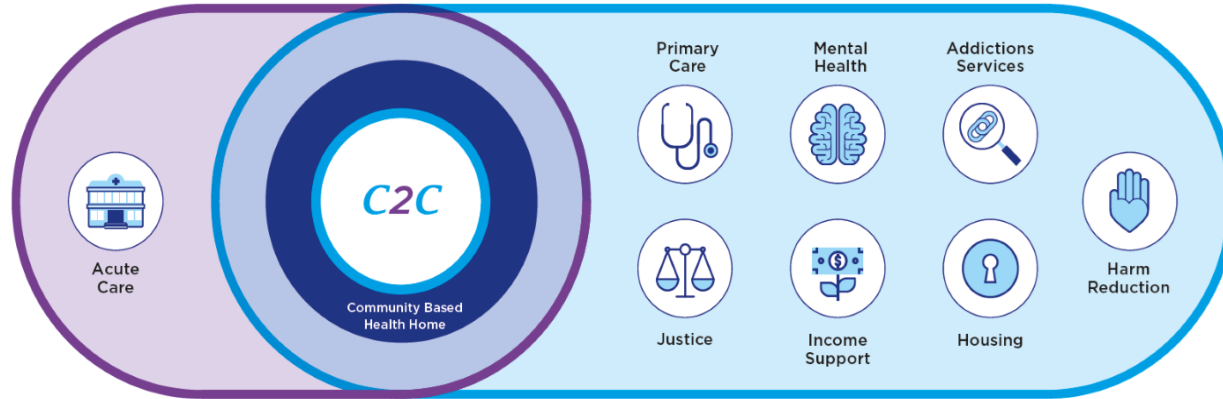 Primary
Care
Mental
Health
Addictions
Services
C2C
Acute
Care
Community Based
Health Home
Justice
Income
Support
Housing
Harm
Reduction
$